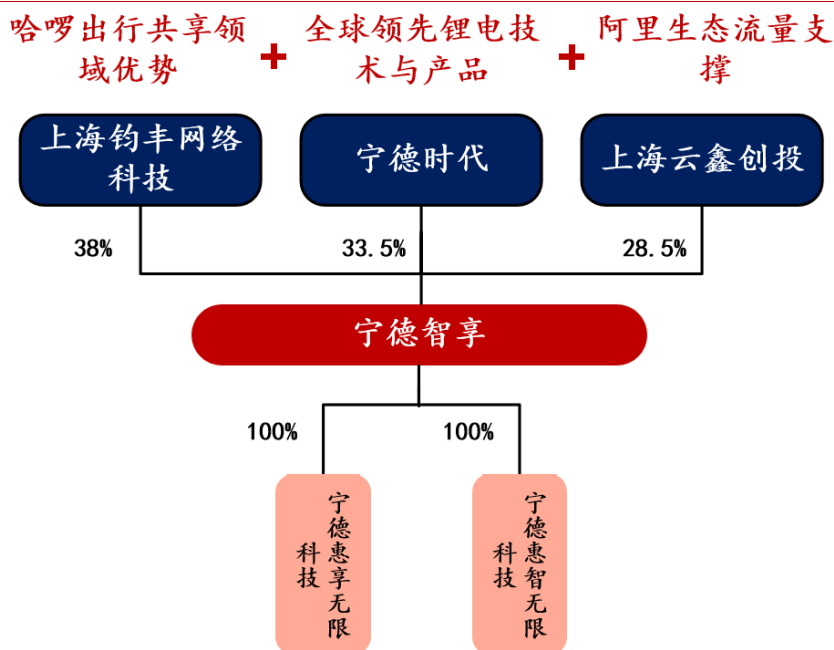 哈啰出行共享领
域优势
+
全球领先锂电技
术与产品
+
阿里生态流量支
撑
上海钧丰网络
科技
宁德时代
上海云鑫创投
38%
33.5%
28.5%
宁德智享
100%
100%
宁德惠享无限
科技
宁德惠智无限
科技